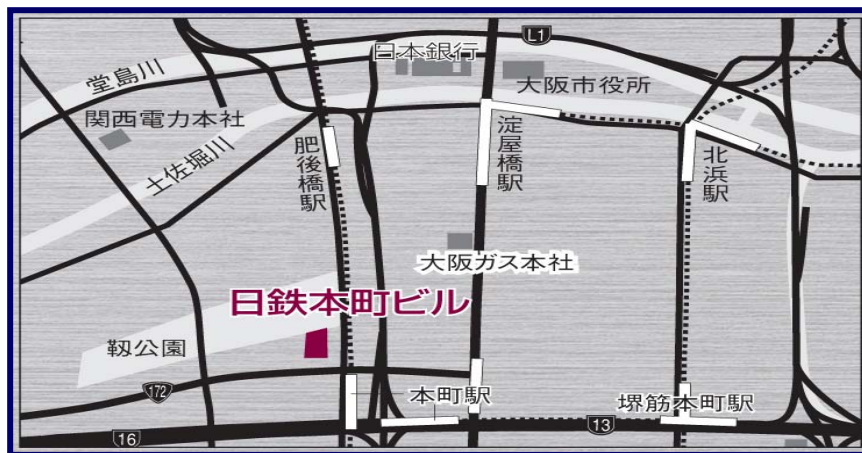 L1
日本銀行
堂島川
大阪市役所
関西電力本社
土佐堀川
肥後橋駅
淀屋橋駅
北浜駅
大阪ガス本社
日鉄本町ビル
靱公園
172
本町駅
堺筋本町駅
16
13